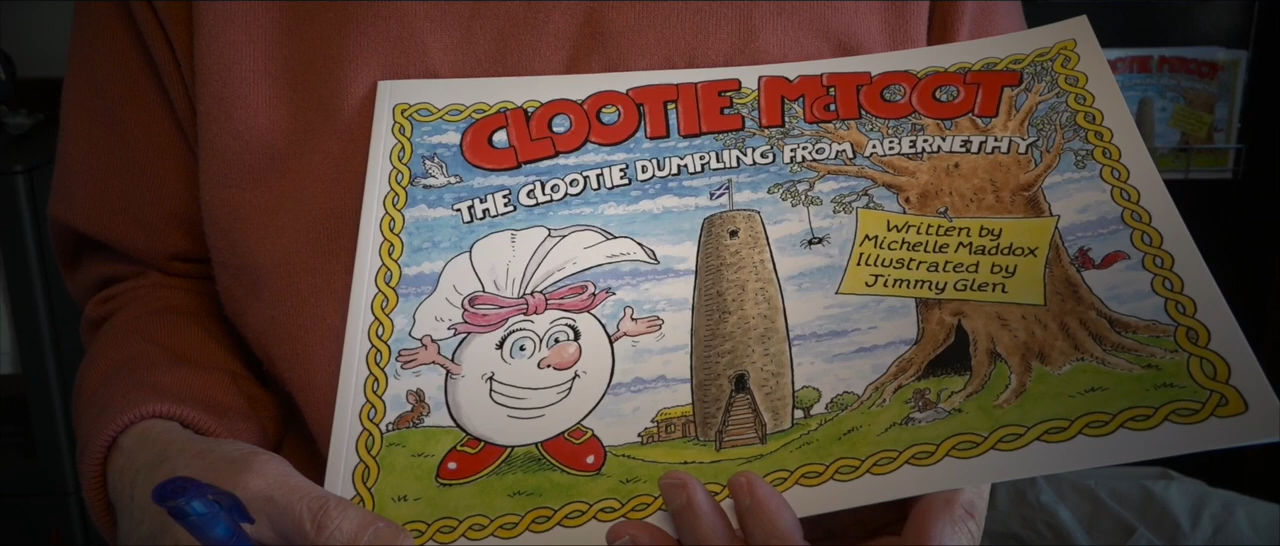 CLOOTIE McTOOT
THE CLOOTIE DUMPLING FROM ABERNETHY
Written by
Michelle Maddox
Illustrated by
Jimmy Glen